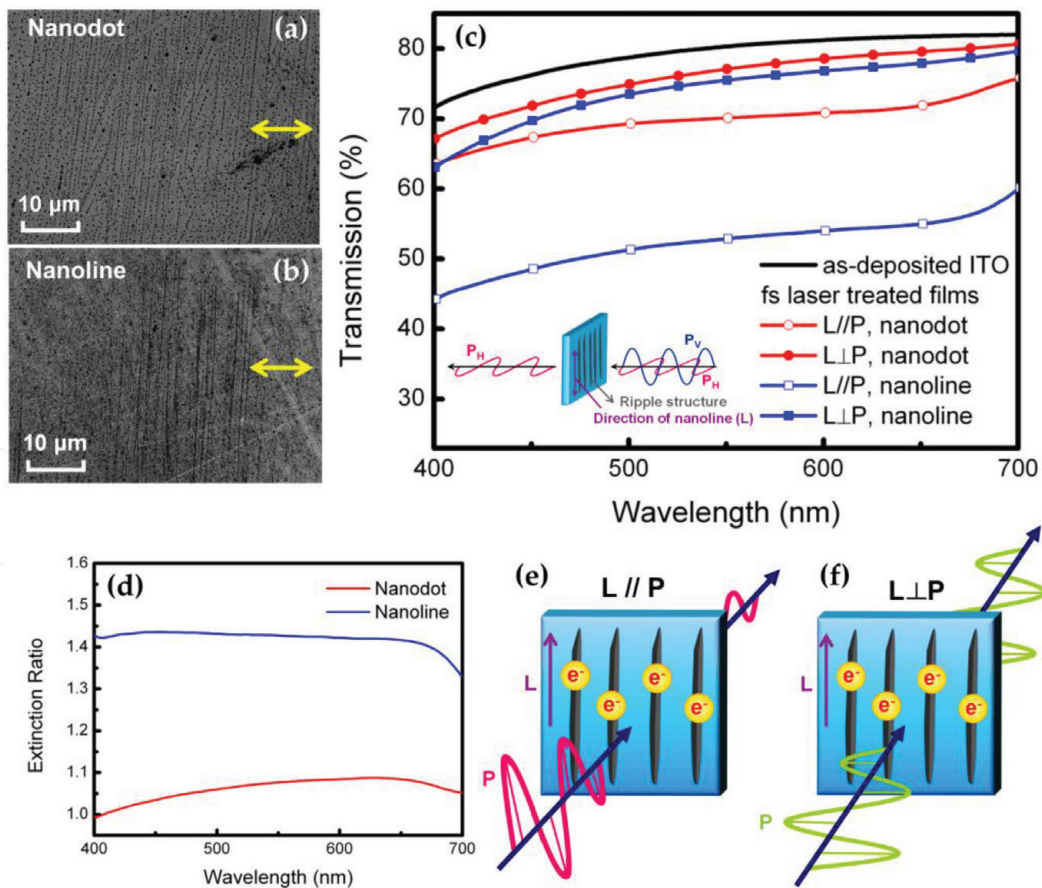 Nanodot
(a)
10 µm
Nanoline
(b)
10 µm
(c)
Transmission (%)
80
70
60
50
40
30
400
500
600
700
Wavelength (nm)
as-deposited ITO
fs laser treated films
L//P, nanodot
L⊥P, nanodot
L//P, nanoline
L⊥P, nanoline
P_H
P_V
P_H
Ripple structure
Direction of nanoline (L)
(d)
Extinction Ratio
1.6
1.5
1.4
1.3
1.2
1.1
1.0
400
500
600
700
Wavelength (nm)
Nanodot
Nanoline
(e)
L // P
L
e⁻
e⁻
e⁻
e⁻
P
(f)
L⊥P
L
e⁻
e⁻
e⁻
e⁻
P